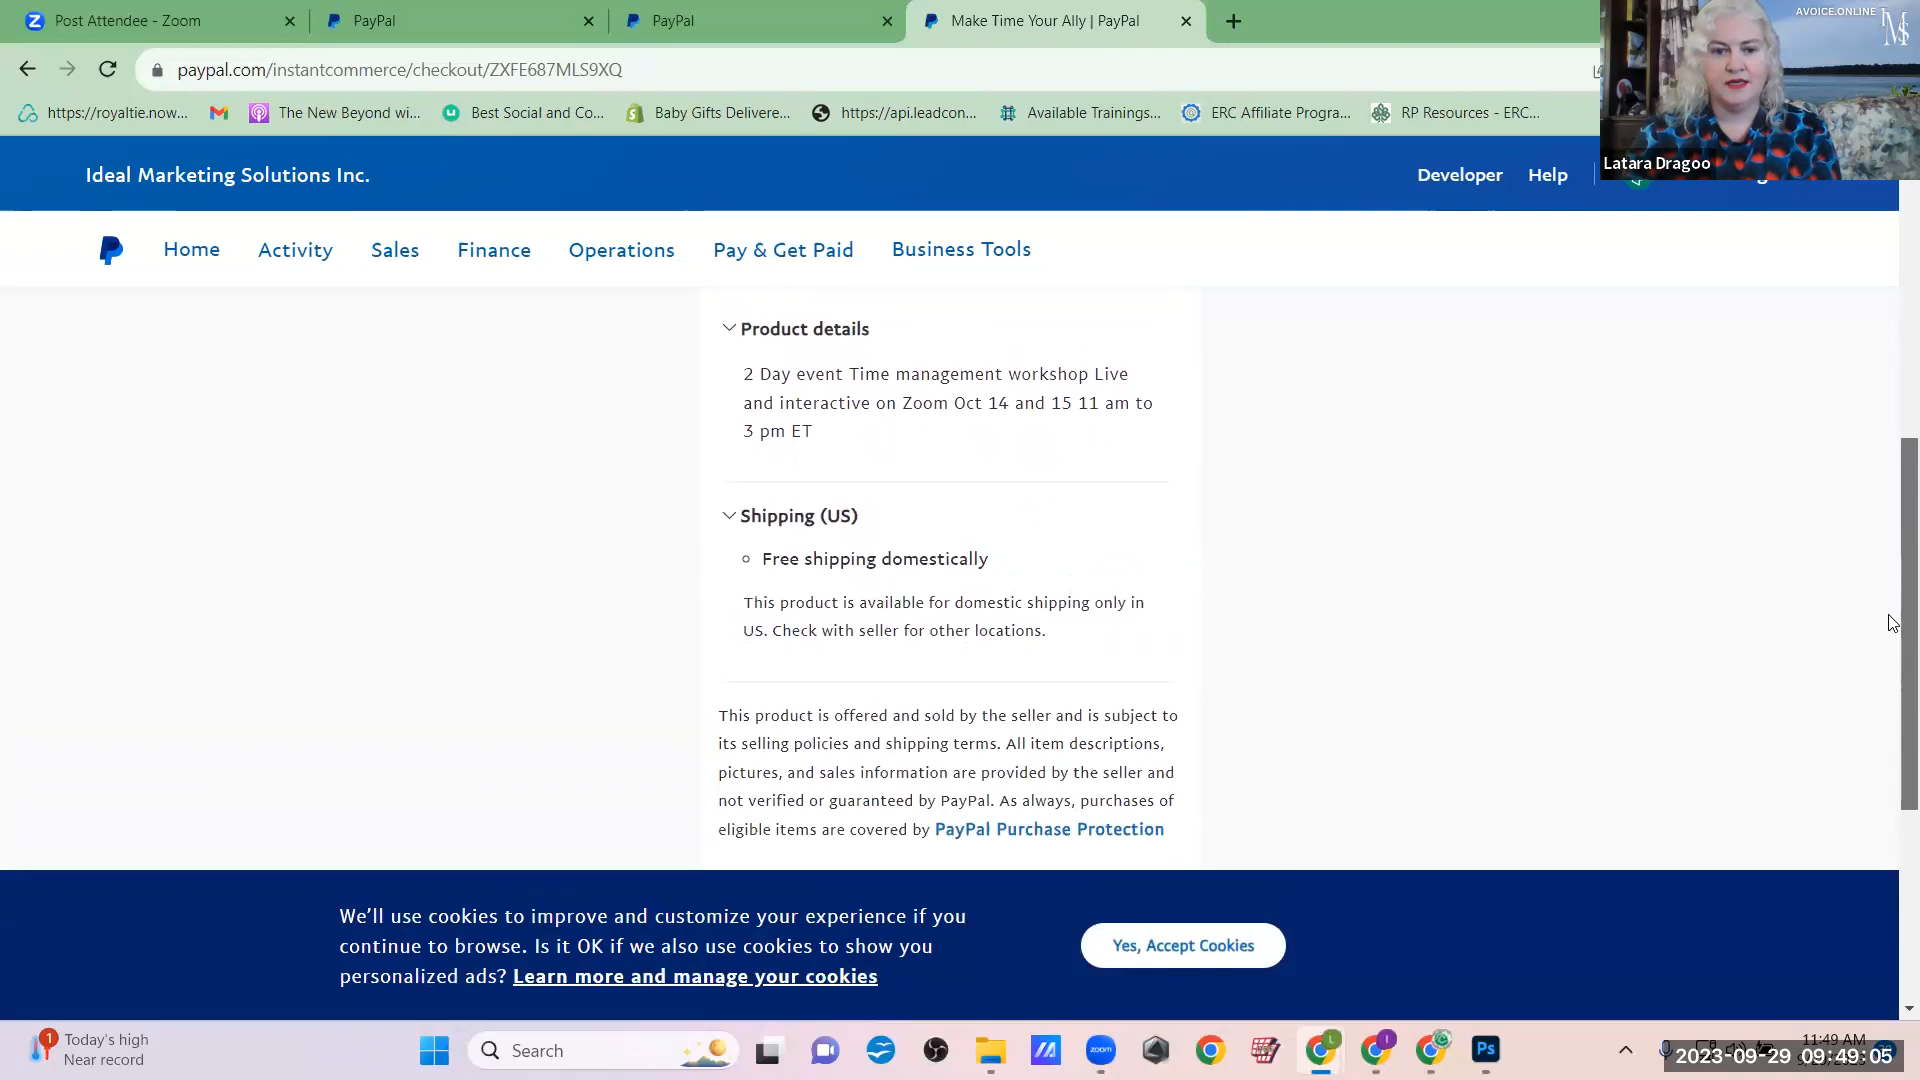 Post Attendee - Zoom
PayPal
PayPal
Make Time Your Ally | PayPal
AVOICE.ONLINE
paypal.com/instantcommerce/checkout/ZXFE687MLS9XQ
https://royaltie.now...
The New Beyond wi...
Best Social and Co...
Baby Gifts Delivere...
https://api.leadcon...
Available Trainings...
ERC Affiliate Progra...
RP Resources - ERC...
Latara Dragoo
Ideal Marketing Solutions Inc.
Developer
Help
Home
Activity
Sales
Finance
Operations
Pay & Get Paid
Business Tools
Product details
2 Day event Time management workshop Live
and interactive on Zoom Oct 14 and 15 11 am to
3 pm ET
Shipping (US)
Free shipping domestically
This product is available for domestic shipping only in
US. Check with seller for other locations.
This product is offered and sold by the seller and is subject to
its selling policies and shipping terms. All item descriptions,
pictures, and sales information are provided by the seller and
not verified or guaranteed by PayPal. As always, purchases of
eligible items are covered by PayPal Purchase Protection
We'll use cookies to improve and customize your experience if you
continue to browse. Is it OK if we also use cookies to show you
personalized ads? Learn more and manage your cookies
Yes, Accept Cookies
1
Today's high
Near record
Search
zoom
Ps
11:49 AM
2023-09-29 09:49:05